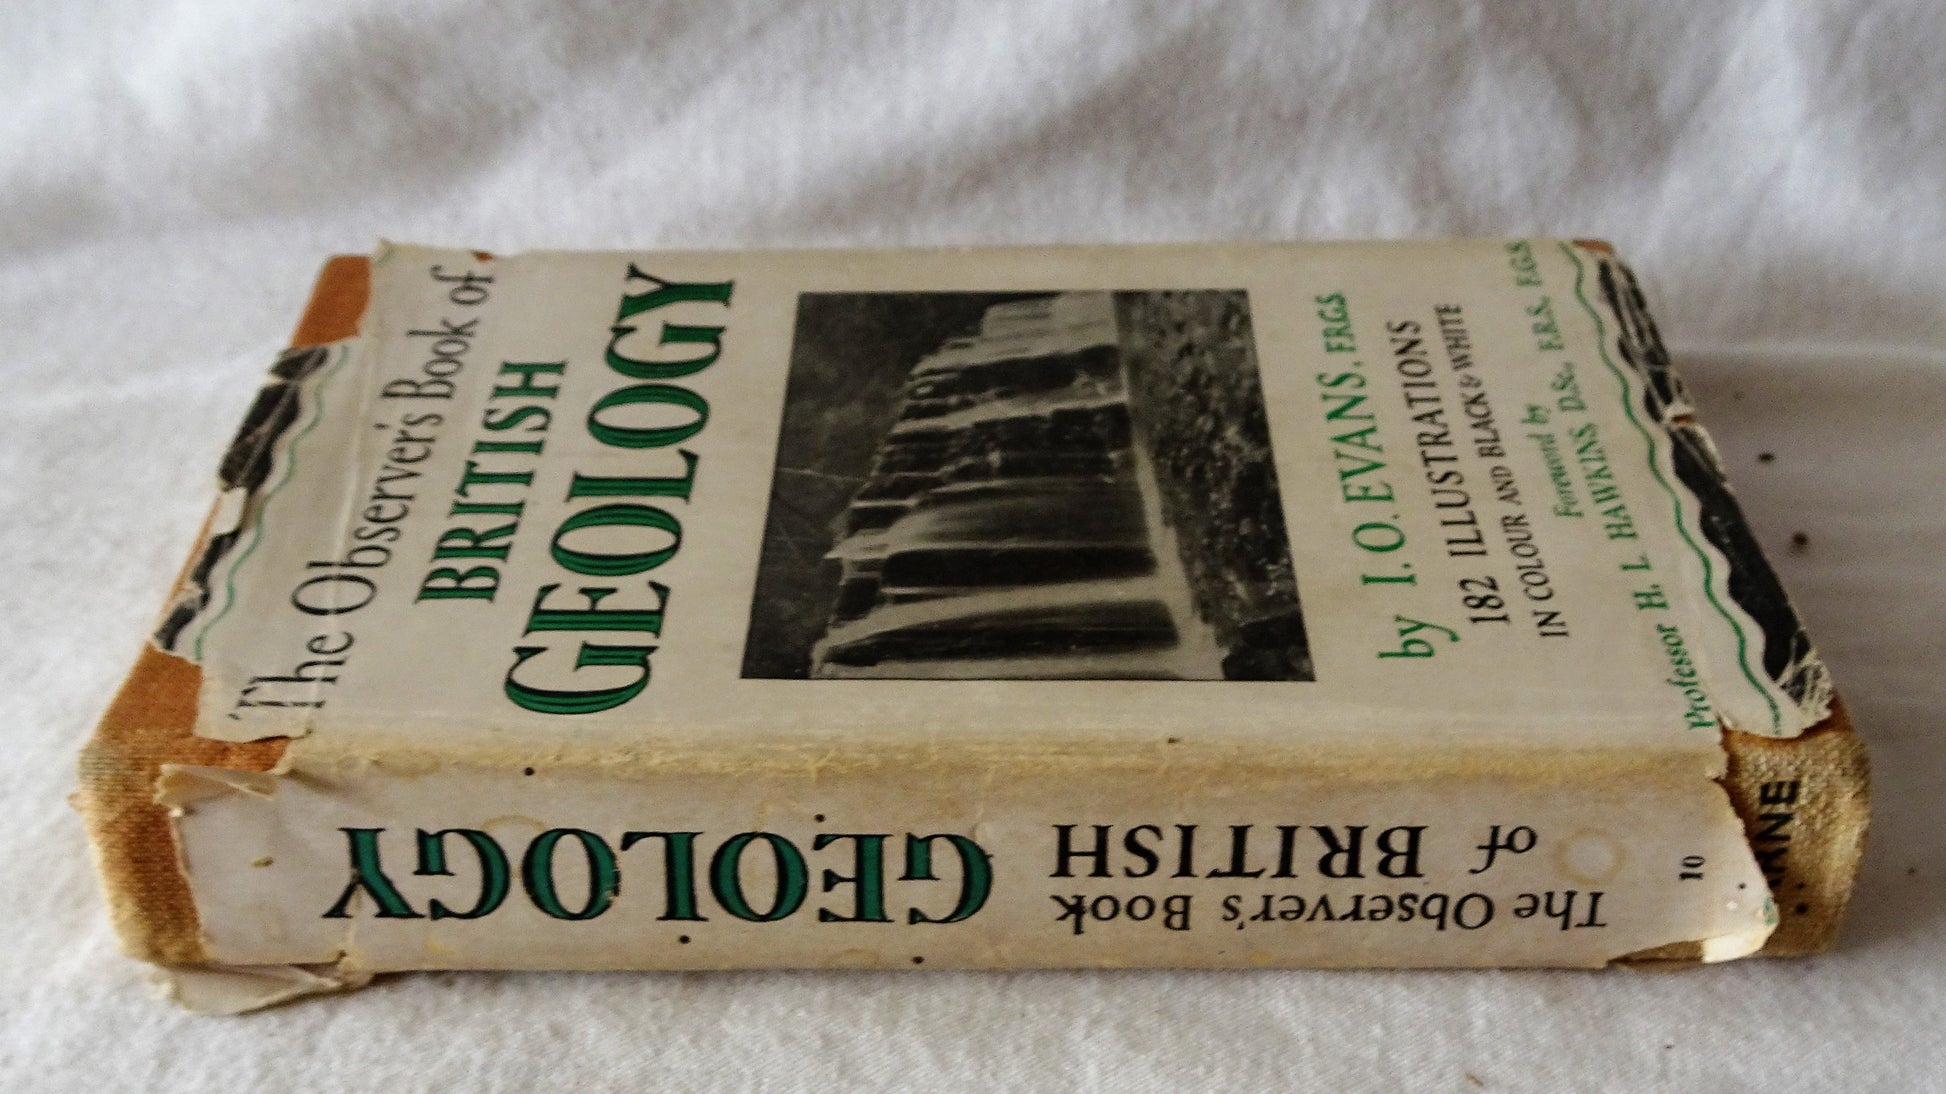 The Observer's Book of
BRITISH
GEOLOGY
by I. O. EVANS, F.R.G.S
182 ILLUSTRATIONS
IN COLOUR AND BLACK & WHITE
Foreword by
Professor H. L. HAWKINS D.Sc., F.R.S., F.G.S.
The Observer's Book
of BRITISH
GEOLOGY
10